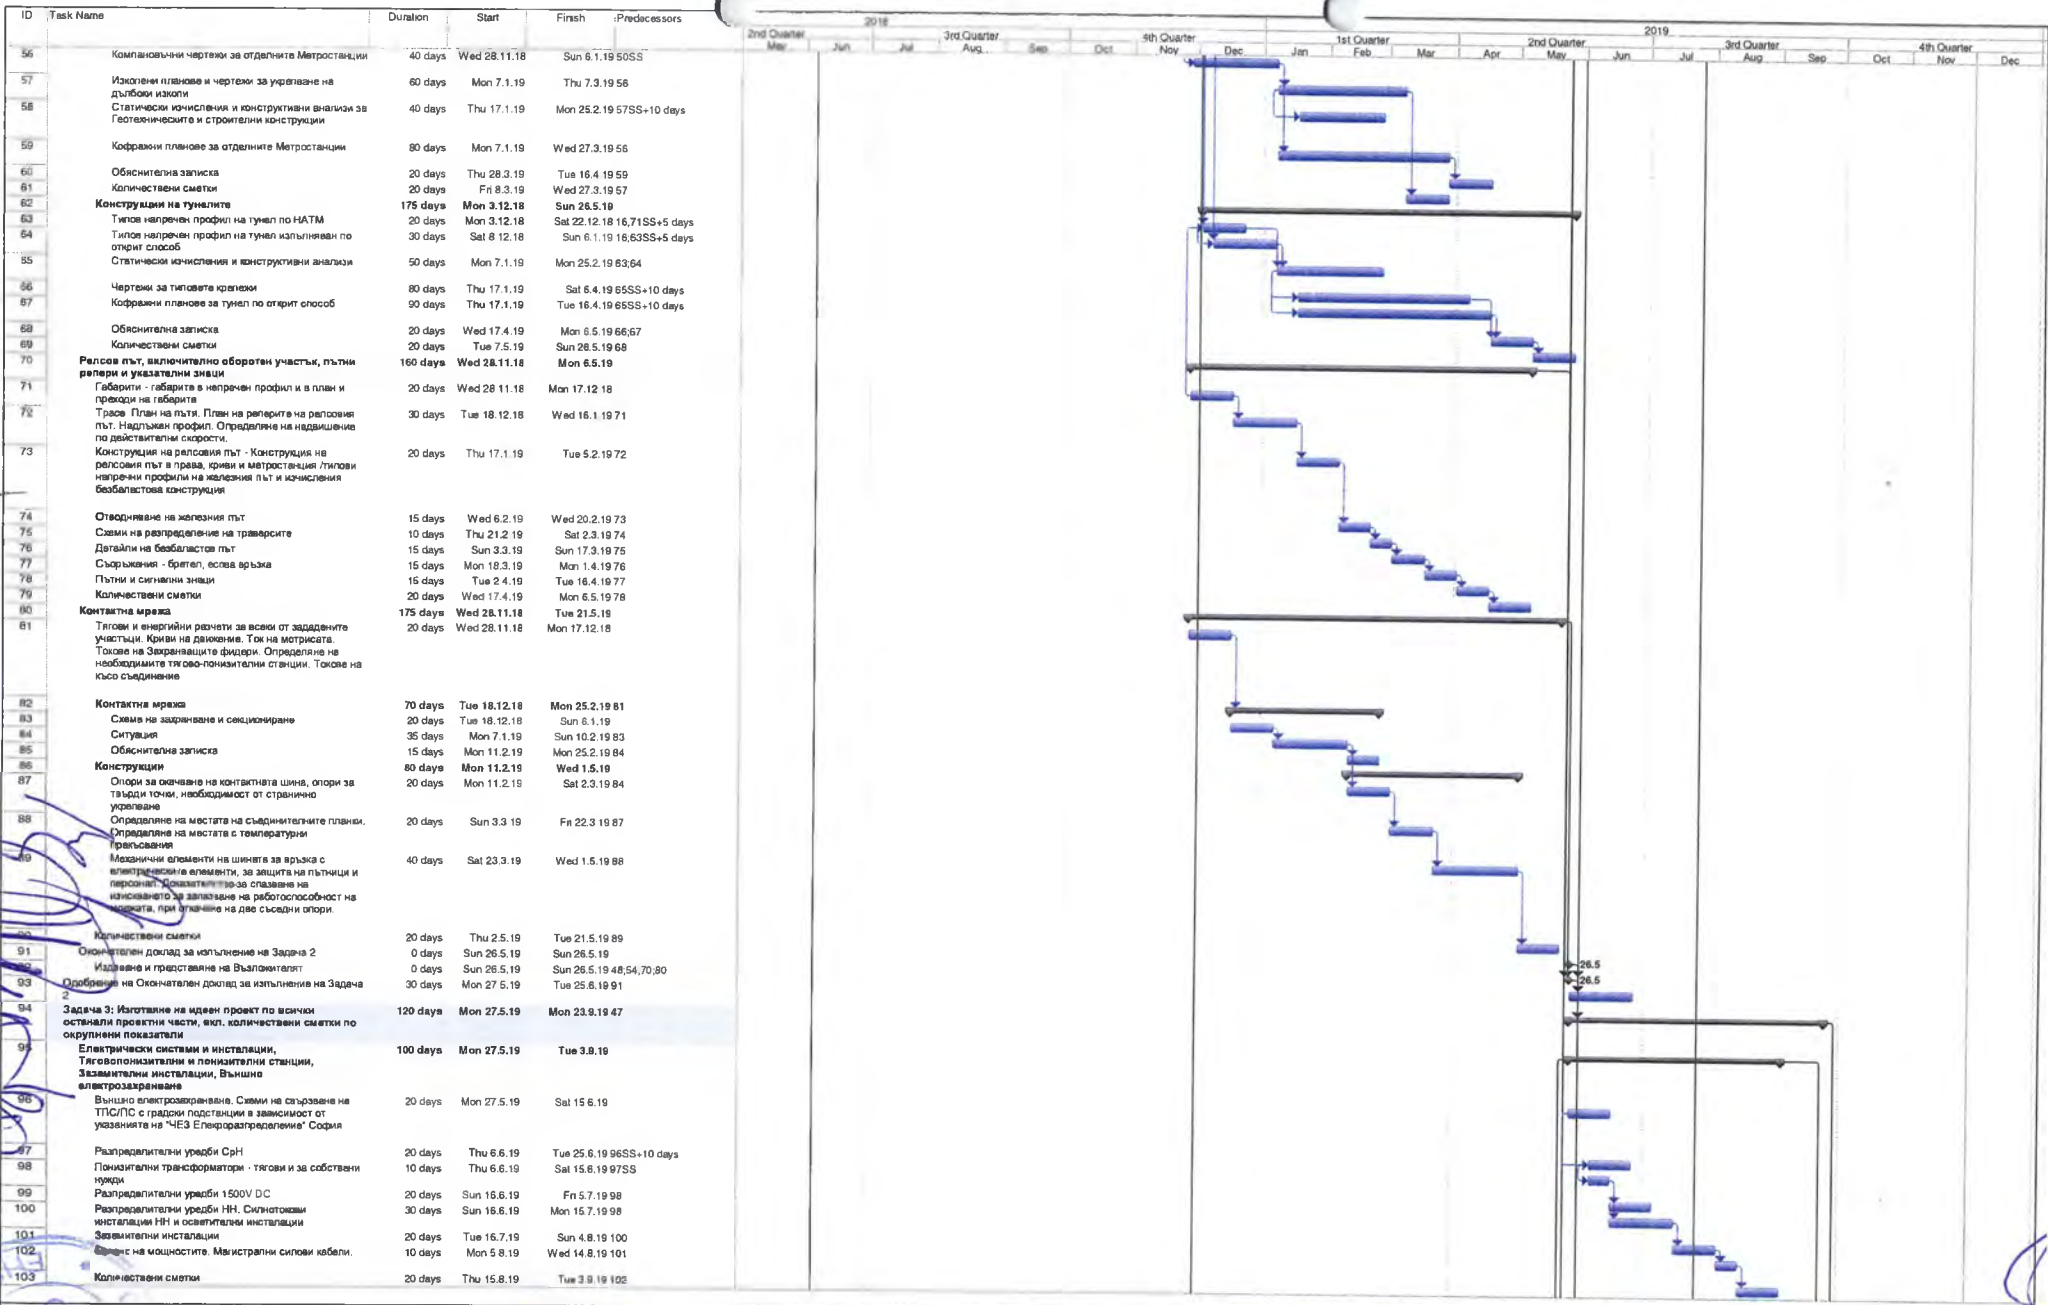 ID Task Name Duration Start Finish Predecessors
2018 2019
2nd Quarter 3rd Quarter 4th Quarter 1st Quarter 2nd Quarter 3rd Quarter 4th Quarter
May Jun Jul Aug Sep Oct Nov Dec Jan Feb Mar Apr May Jun Jul Aug Sep Oct Nov Dec
56 Компановъчни чертежи за отделните Метростанции 40 days Wed 28.11.18 Sun 6.1.19 50SS
57 Изкопени планове и чертежи за укрепване на 60 days Mon 7.1.19 Thu 7.3.19 56
дълбоки изкопи
58 Статически изчисления и конструктивни анализи за 40 days Thu 17.1.19 Mon 25.2.19 57SS+10 days
Геотехническите и строителни конструкции
59 Кофражни планове за отделните Метростанции 80 days Mon 7.1.19 Wed 27.3.19 56
60 Обяснителна записка 20 days Thu 28.3.19 Tue 16.4.19 59
61 Количествени сметки 20 days Fri 8.3.19 Wed 27.3.19 57
62 Конструкции на тунелите 175 days Mon 3.12.18 Sun 26.5.19
63 Типов напречен профил на тунел по НАТМ 20 days Mon 3.12.18 Sat 22.12.18 16,71SS+5 days
64 Типов напречен профил на тунел изпълняван по 30 days Sat 8.12.18 Sun 6.1.19 16;63SS+5 days
открит способ
65 Статически изчисления и конструктивни анализи 50 days Mon 7.1.19 Mon 25.2.19 63;64
66 Чертежи за типовете крепежи 80 days Thu 17.1.19 Sat 6.4.19 65SS+10 days
67 Кофражни планове за тунел по открит способ 90 days Thu 17.1.19 Tue 16.4.19 65SS+10 days
68 Обяснителна записка 20 days Wed 17.4.19 Mon 6.5.19 66;67
69 Количествени сметки 20 days Tue 7.5.19 Sun 26.5.19 68
70 Релсов път, включително оборотен участък, пътни 160 days Wed 28.11.18 Mon 6.5.19
репери и указателни знаци
71 Габарити - габарите в непречен профил и в план и 20 days Wed 28.11.18 Mon 17.12.18
преходи на габарите
72 Трасе План на пътя. План на реперите на релсовия 30 days Tue 18.12.18 Wed 16.1.19 71
път. Надлъжен профил. Определяне на надвишение
по действителни скорости.
73 Конструкция на релсовия път - Конструкция на 20 days Thu 17.1.19 Tue 5.2.19 72
релсовия път в права, криви и метростанция /типови
напречни профили на железния път и изчисления
безбаластова конструкция
74 Отводняване на железния път 15 days Wed 6.2.19 Wed 20.2.19 73
75 Схеми на разпределение на траверсите 10 days Thu 21.2.19 Sat 2.3.19 74
76 Детайли на безбаластов път 15 days Sun 3.3.19 Sun 17.3.19 75
77 Съоръжения - бретел, есова връзка 15 days Mon 18.3.19 Mon 1.4.19 76
78 Пътни и сигнални знаци 15 days Tue 2.4.19 Tue 16.4.19 77
79 Количествени сметки 20 days Wed 17.4.19 Mon 6.5.19 78
80 Контактна мрежа 175 days Wed 28.11.18 Tue 21.5.19
81 Тягови и енергийни разчети за всеки от зададените 20 days Wed 28.11.18 Mon 17.12.18
участъци. Криви на движение. Ток на мотрисата.
Токове на Захранващите фидери. Определяне на
необходимите тягово-понизителни станции. Токове на
късо съединение
82 Контактна мрежа 70 days Tue 18.12.18 Mon 25.2.19 81
83 Схема на захранване и секциониране 20 days Tue 18.12.18 Sun 6.1.19
84 Ситуация 35 days Mon 7.1.19 Sun 10.2.19 83
85 Обяснителна записка 15 days Mon 11.2.19 Mon 25.2.19 84
86 Конструкции 80 days Mon 11.2.19 Wed 1.5.19
87 Опори за окачване на контактната шина, опори за 20 days Mon 11.2.19 Sat 2.3.19 84
твърди точки, необходимост от странично
укрепване
88 Определяне на местата на съединителните планки. 20 days Sun 3.3.19 Fri 22.3.19 87
Определяне на местата с температурни
прекъсвания
89 Механични елементи на шината за връзка с 40 days Sat 23.3.19 Wed 1.5.19 88
електрическите елементи, за защита на пътници и
персонал. Доказателство за спазване на
изискването за запазване на работоспособност на
мрежата, при откачане на две съседни опори.
90 Количествени сметки 20 days Thu 2.5.19 Tue 21.5.19 89
91 Окончателен доклад за изпълнение на Задача 2 0 days Sun 26.5.19 Sun 26.5.19
26.5
92 Издаване и представяне на Възложителят 0 days Sun 26.5.19 Sun 26.5.19 48;54,70;80
26.5
93 Одобрение на Окончателен доклад за изпълнение на Задача 30 days Mon 27.5.19 Tue 25.6.19 91
2
94 Задача 3: Изготвяне на идеен проект по всички 120 days Mon 27.5.19 Mon 23.9.19 47
останали проектни части, вкл. количествени сметки по
окрупнени показатели
95 Електрически системи и инсталации, 100 days Mon 27.5.19 Tue 3.9.19
Тяговопонизителни и понизителни станции,
Заземителни инсталации, Външно
електрозахранване
96 Външно електрозахранване. Схеми на свързване на 20 days Mon 27.5.19 Sat 15.6.19
ТПС/ПС с градски подстанции в зависимост от
указанията на "ЧЕЗ Електроразпределение" София
97 Разпределителни уредби СрН 20 days Thu 6.6.19 Tue 25.6.19 96SS+10 days
98 Понизителни трансформатори - тягови и за собствени 10 days Thu 6.6.19 Sat 15.6.19 97SS
нужди
99 Разпределителни уредби 1500V DC 20 days Sun 16.6.19 Fri 5.7.19 98
100 Разпределителни уредби НН. Силнотокови 30 days Sun 16.6.19 Mon 15.7.19 98
инсталации НН и осветителни инсталации
101 Заземителни инсталации 20 days Tue 16.7.19 Sun 4.8.19 100
102 Баланс на мощностите. Магистрални силови кабели. 10 days Mon 5.8.19 Wed 14.8.19 101
103 Количествени сметки 20 days Thu 15.8.19 Tue 3.9.19 102